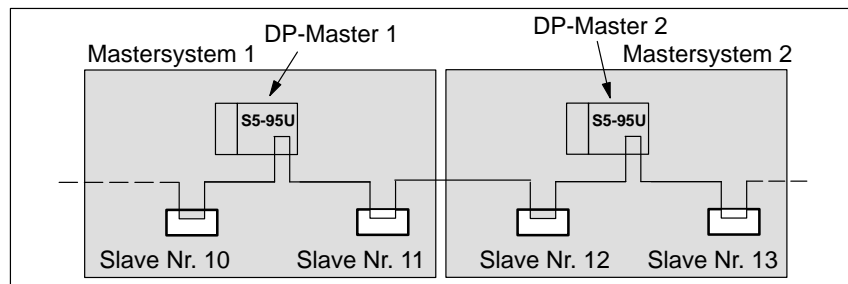 DP-Master 1
DP-Master 2
Mastersystem 1
Mastersystem 2
S5-95U
S5-95U
Slave Nr. 10
Slave Nr. 11
Slave Nr. 12
Slave Nr. 13